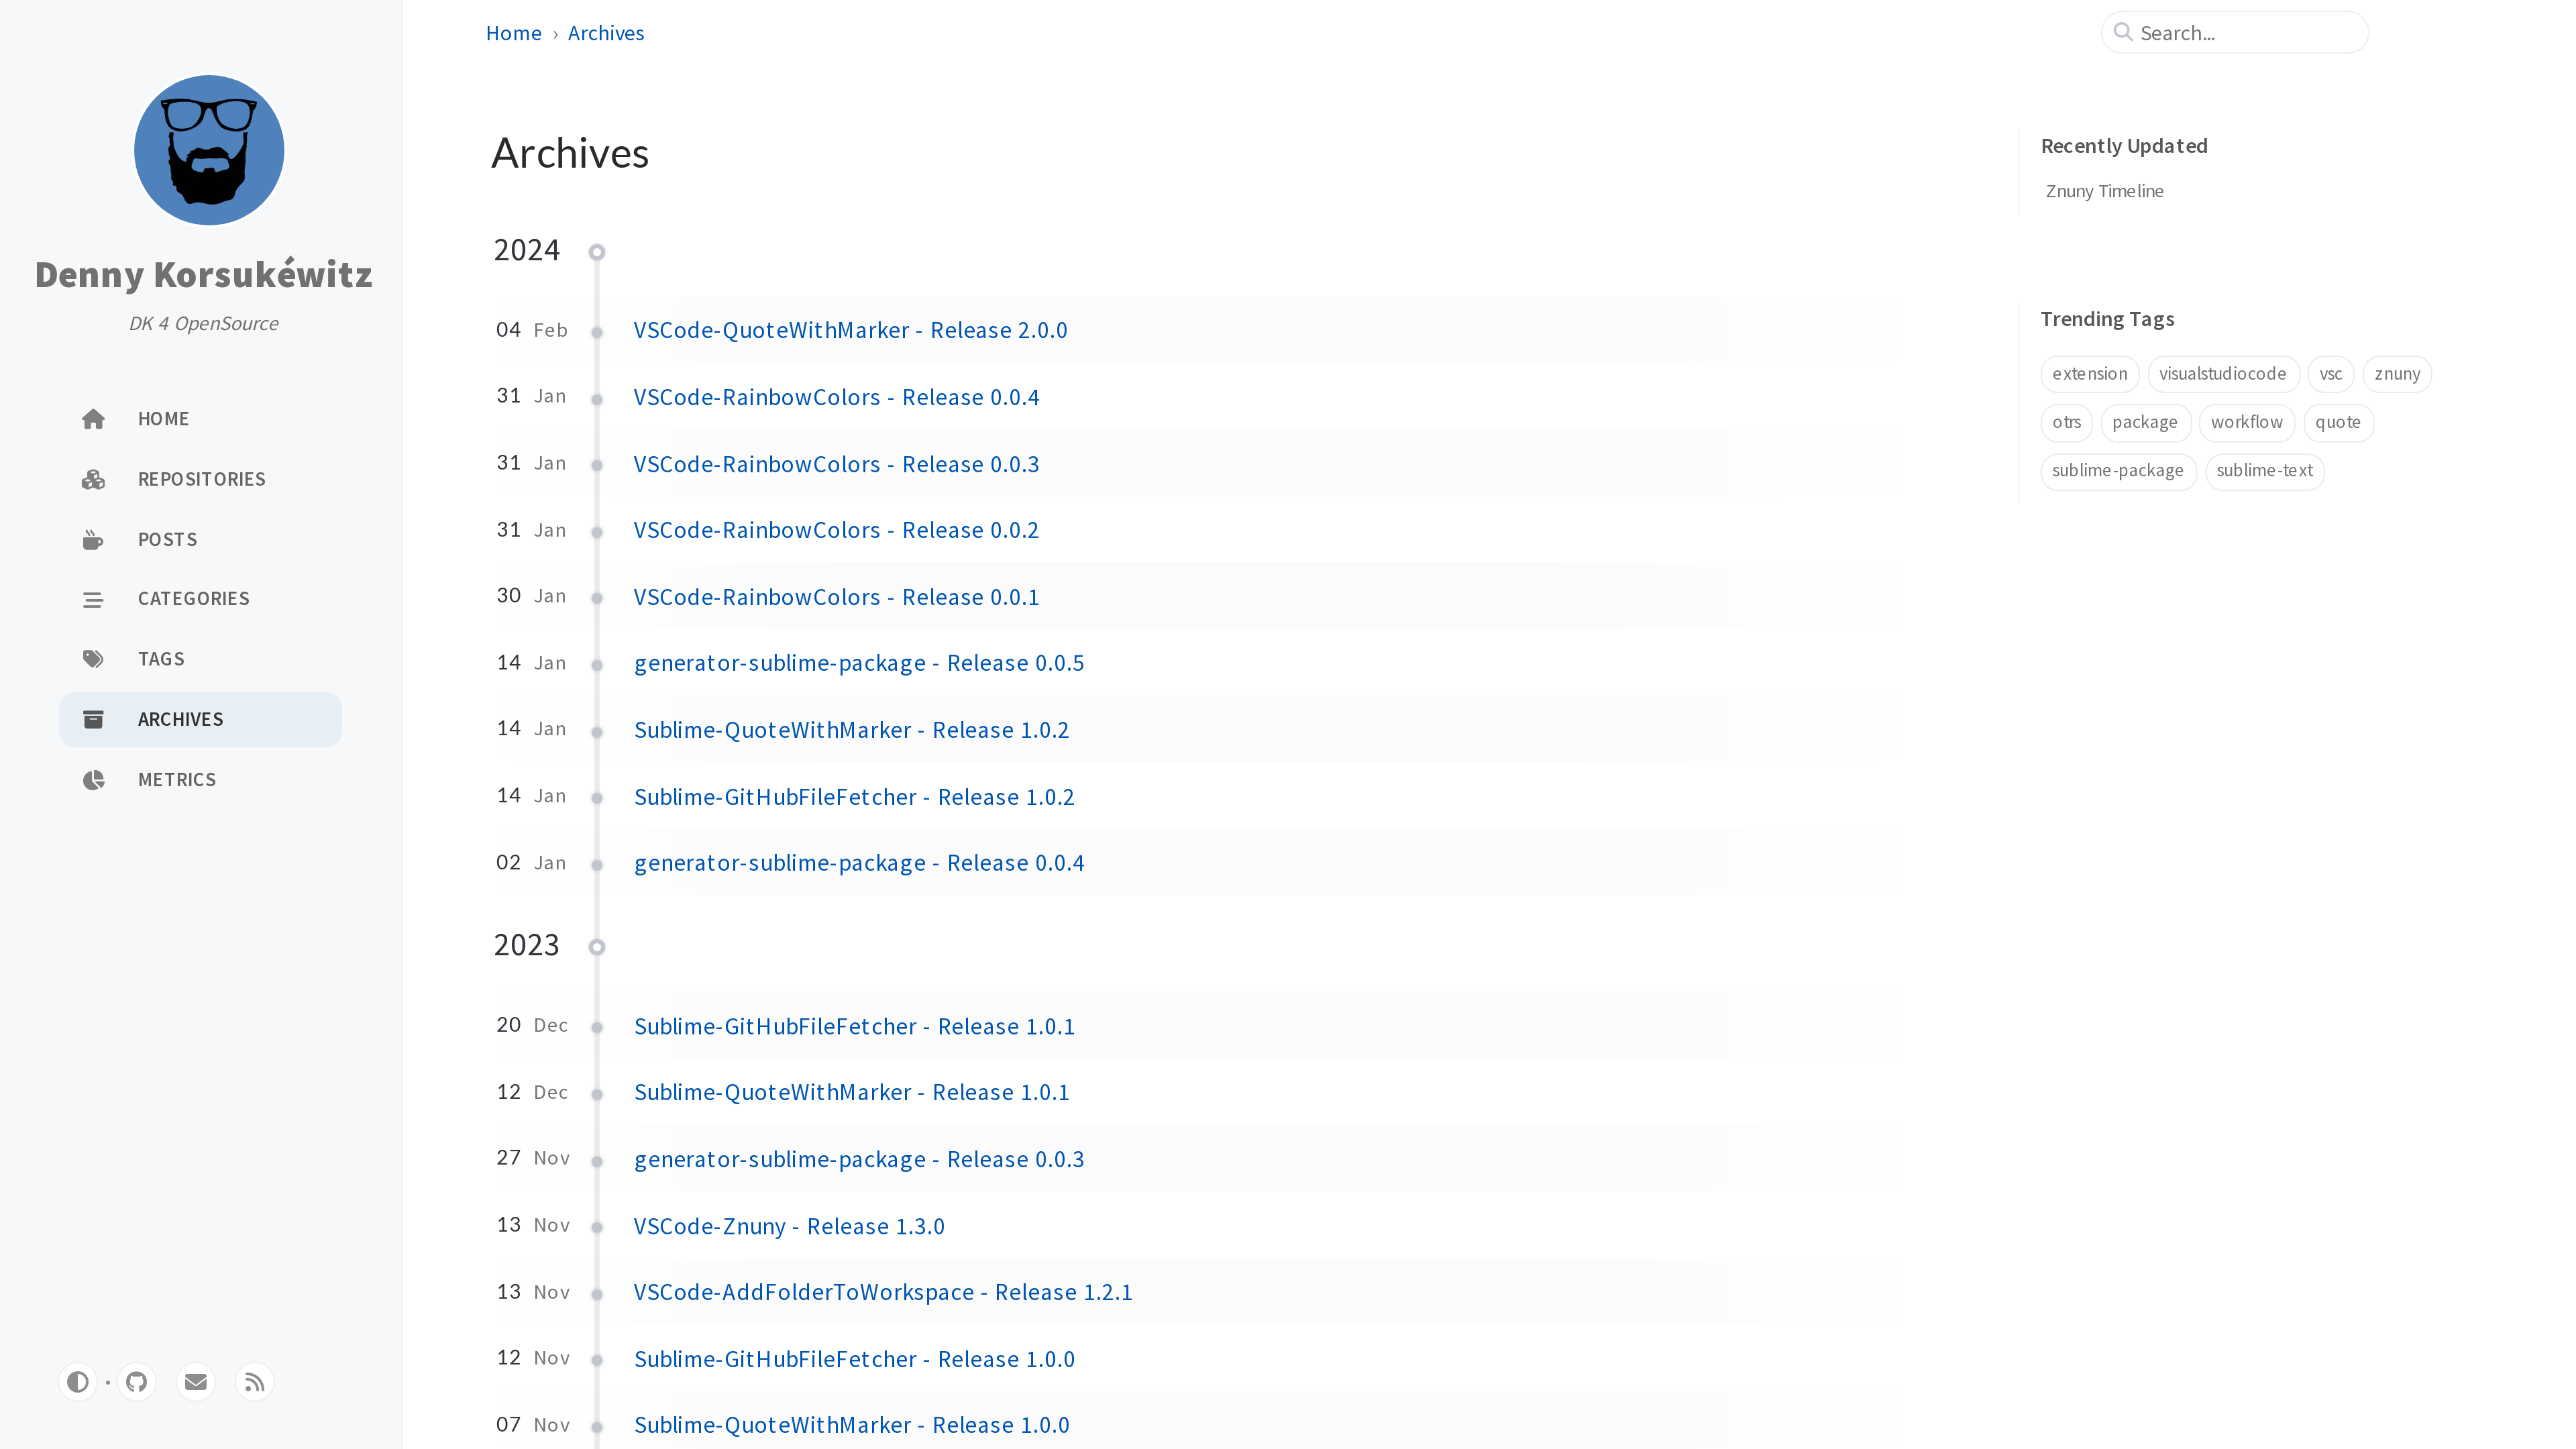 Denny Korsukéwitz
DK 4 OpenSource
HOME
REPOSITORIES
POSTS
CATEGORIES
TAGS
ARCHIVES
METRICS
Home › Archives
Search...
Archives
2024
04 Feb VSCode-QuoteWithMarker - Release 2.0.0
31 Jan VSCode-RainbowColors - Release 0.0.4
31 Jan VSCode-RainbowColors - Release 0.0.3
31 Jan VSCode-RainbowColors - Release 0.0.2
30 Jan VSCode-RainbowColors - Release 0.0.1
14 Jan generator-sublime-package - Release 0.0.5
14 Jan Sublime-QuoteWithMarker - Release 1.0.2
14 Jan Sublime-GitHubFileFetcher - Release 1.0.2
02 Jan generator-sublime-package - Release 0.0.4
2023
20 Dec Sublime-GitHubFileFetcher - Release 1.0.1
12 Dec Sublime-QuoteWithMarker - Release 1.0.1
27 Nov generator-sublime-package - Release 0.0.3
13 Nov VSCode-Znuny - Release 1.3.0
13 Nov VSCode-AddFolderToWorkspace - Release 1.2.1
12 Nov Sublime-GitHubFileFetcher - Release 1.0.0
07 Nov Sublime-QuoteWithMarker - Release 1.0.0
Recently Updated
Znuny Timeline
Trending Tags
extension visualstudiocode vsc znuny
otrs package workflow quote
sublime-package sublime-text